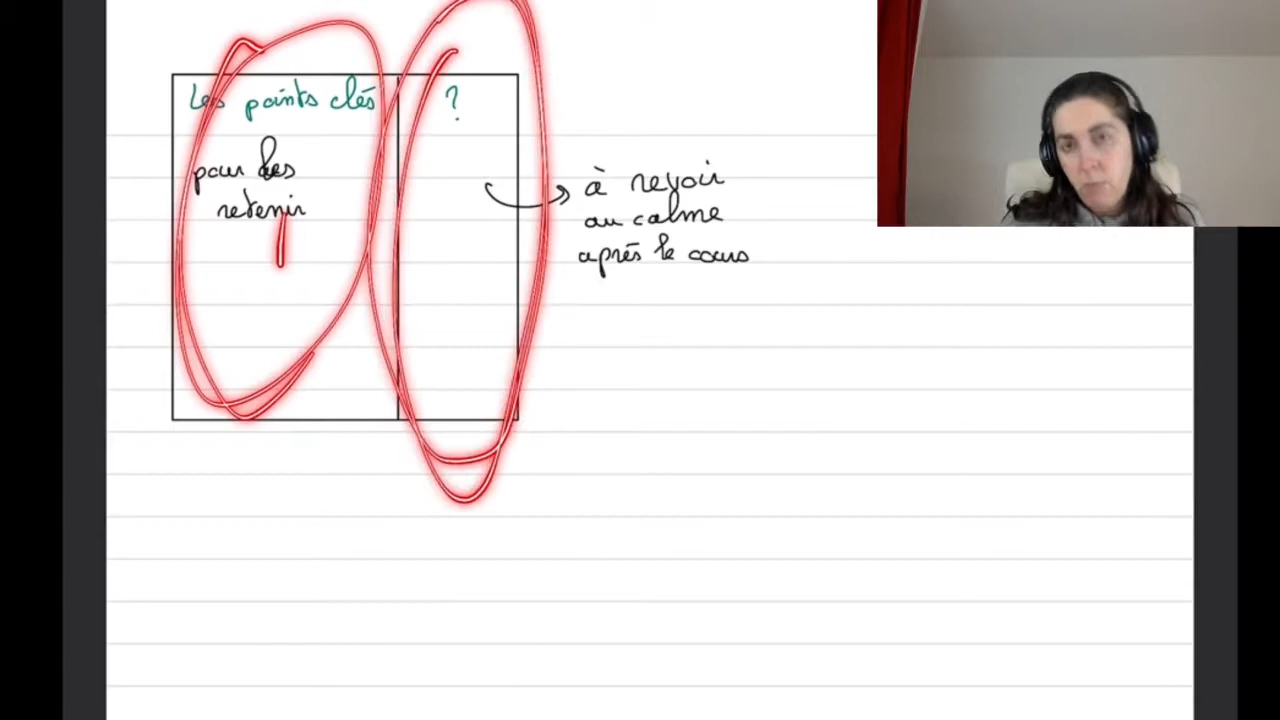 Les points clés
?
pour les
retenir
à revoir
au calme
après le cours